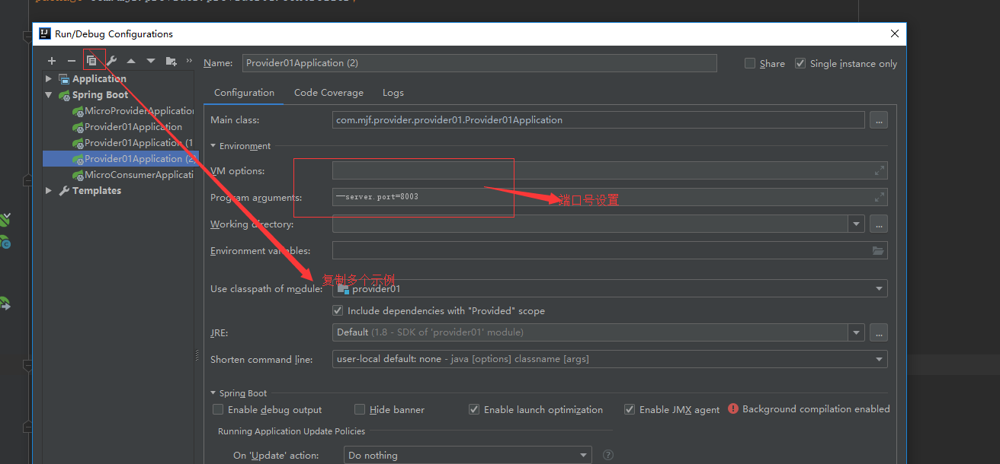 Run/Debug Configurations
Name: Provider01Application (2) Share Single instance only
Application
Spring Boot
MicroProviderApplication
Provider01Application
Provider01Application (1
Provider01Application (2)
MicroConsumerApplicati
Templates
Configuration Code Coverage Logs
Main class: com.mjf.provider.provider01.Provider01Application ...
Environment
VM options:
Program arguments: --server.port=8003
端口号设置
Working directory: ...
Environment variables:
复制多个示例
Use classpath of module: provider01
Include dependencies with "Provided" scope
JRE: Default (1.8 - SDK of 'provider01' module) ...
Shorten command line: user-local default: none - java [options] classname [args]
Spring Boot
Enable debug output Hide banner Enable launch optimization Enable JMX agent Background compilation enabled
Running Application Update Policies
On 'Update' action: Do nothing